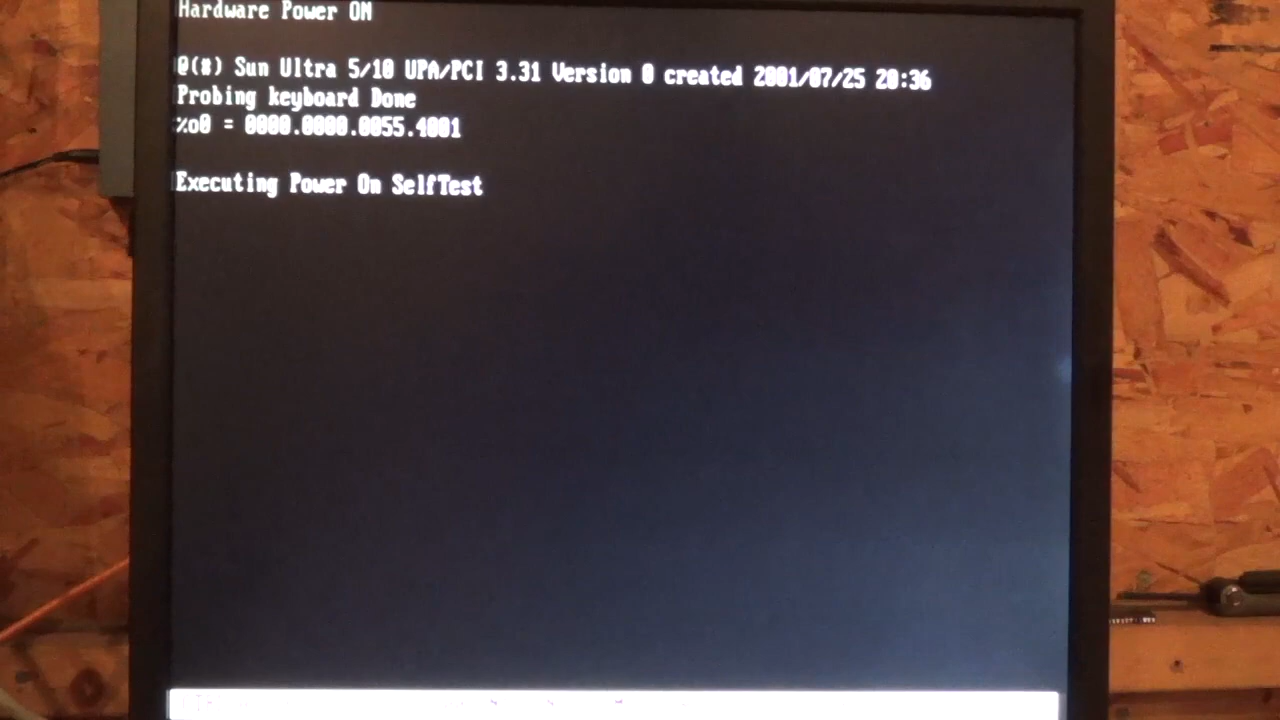 Hardware Power ON
@(#) Sun Ultra 5/10 UPA/PCI 3.31 Version 0 created 2001/07/25 20:36
Probing keyboard Done
%o0 = 0000.0000.0055.4001
Executing Power On SelfTest